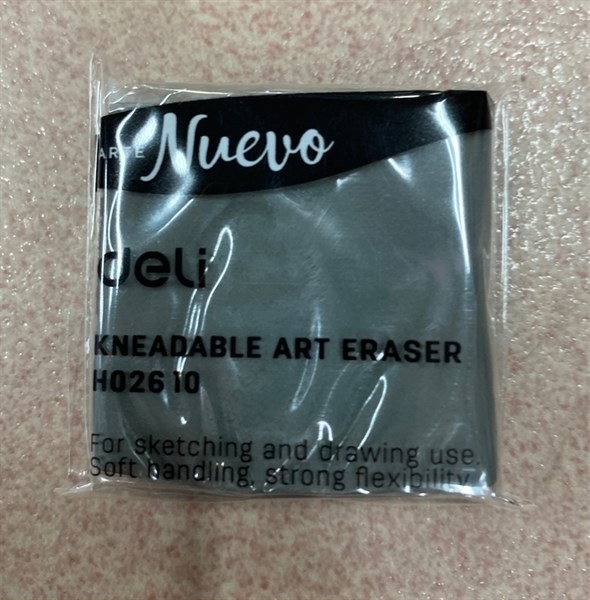 ARTE Nuevo
deli
KNEADABLE ART ERASER
H02610
For sketching and drawing use.
Soft handling, strong flexibility.